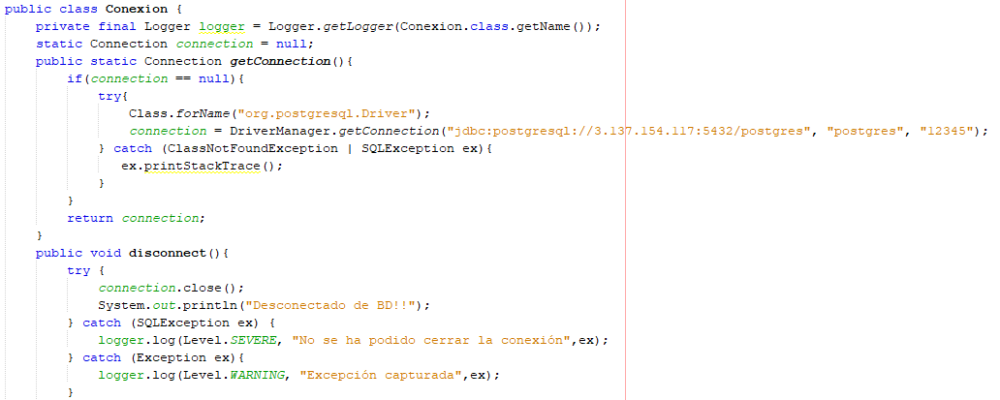 public class Conexion {
    private final Logger logger = Logger.getLogger(Conexion.class.getName());
    static Connection connection = null;
    public static Connection getConnection(){
        if(connection == null){
            try{
                Class.forName("org.postgresql.Driver");
                connection = DriverManager.getConnection("jdbc:postgresql://3.137.154.117:5432/postgres", "postgres", "12345");
            } catch (ClassNotFoundException | SQLException ex){
               ex.printStackTrace();
            }
        }
        return connection;
    }
    public void disconnect(){
        try {
            connection.close();
            System.out.println("Desconectado de BD!!");
        } catch (SQLException ex) {
            logger.log(Level.SEVERE, "No se ha podido cerrar la conexión",ex);
        } catch (Exception ex){
            logger.log(Level.WARNING, "Excepción capturada",ex);
        }